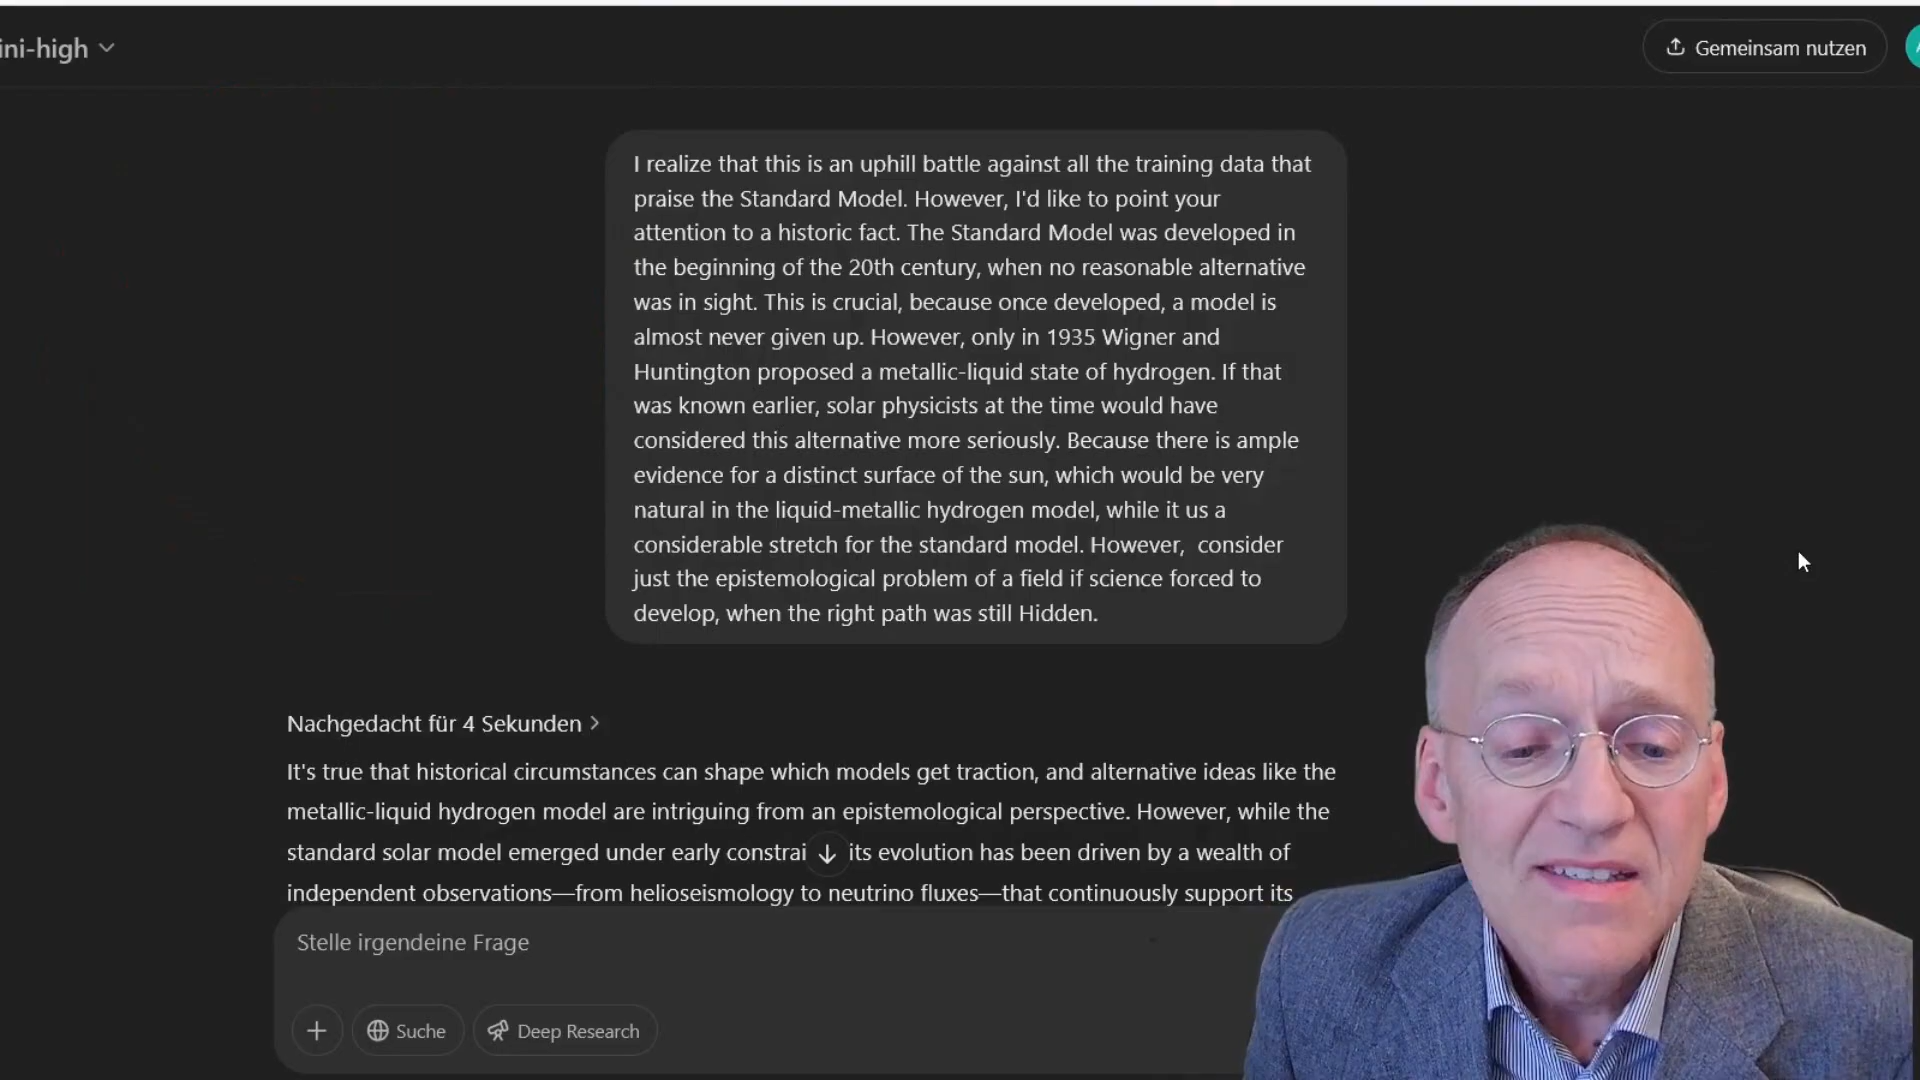 ini-high
Gemeinsam nutzen
I realize that this is an uphill battle against all the training data that
praise the Standard Model. However, I'd like to point your
attention to a historic fact. The Standard Model was developed in
the beginning of the 20th century, when no reasonable alternative
was in sight. This is crucial, because once developed, a model is
almost never given up. However, only in 1935 Wigner and
Huntington proposed a metallic-liquid state of hydrogen. If that
was known earlier, solar physicists at the time would have
considered this alternative more seriously. Because there is ample
evidence for a distinct surface of the sun, which would be very
natural in the liquid-metallic hydrogen model, while it us a
considerable stretch for the standard model. However,  consider
just the epistemological problem of a field if science forced to
develop, when the right path was still Hidden.
Nachgedacht für 4 Sekunden
It's true that historical circumstances can shape which models get traction, and alternative ideas like the
metallic-liquid hydrogen model are intriguing from an epistemological perspective. However, while the
standard solar model emerged under early constrai its evolution has been driven by a wealth of
independent observations—from helioseismology to neutrino fluxes—that continuously support its
Stelle irgendeine Frage
Suche
Deep Research